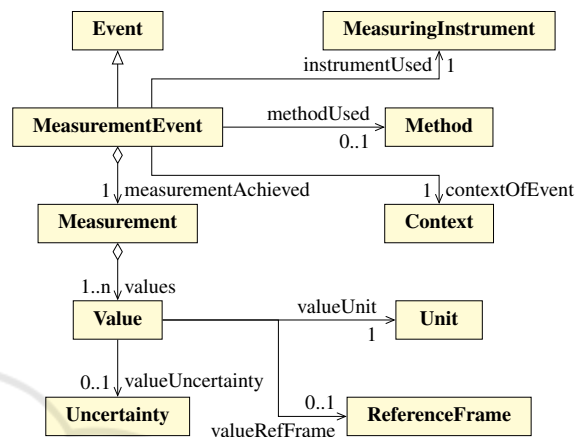 Event
MeasuringInstrument
instrumentUsed 1
MeasurementEvent
methodUsed
0..1
Method
1 measurementAchieved
1 contextOfEvent
Measurement
Context
1..n values
Value
valueUnit
1
Unit
0..1 valueUncertainty
0..1
valueRefFrame
Uncertainty
ReferenceFrame